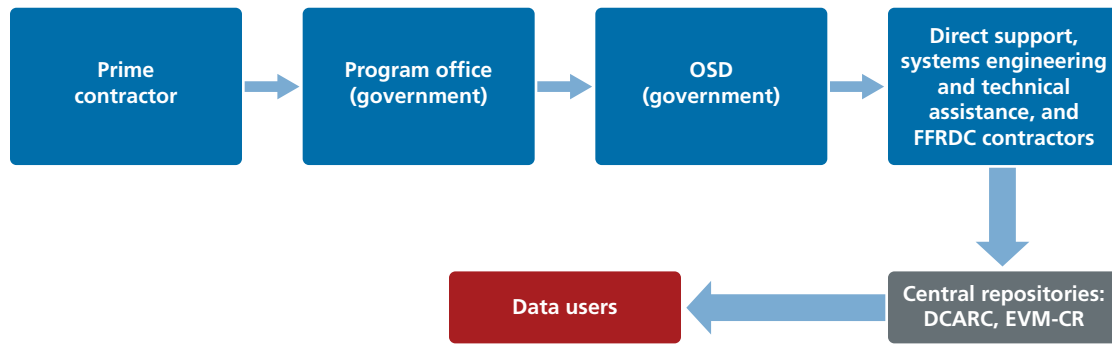 Prime
contractor
Program office
(government)
OSD
(government)
Direct support,
systems engineering
and technical
assistance, and
FFRDC contractors
Data users
Central repositories:
DCARC, EVM-CR